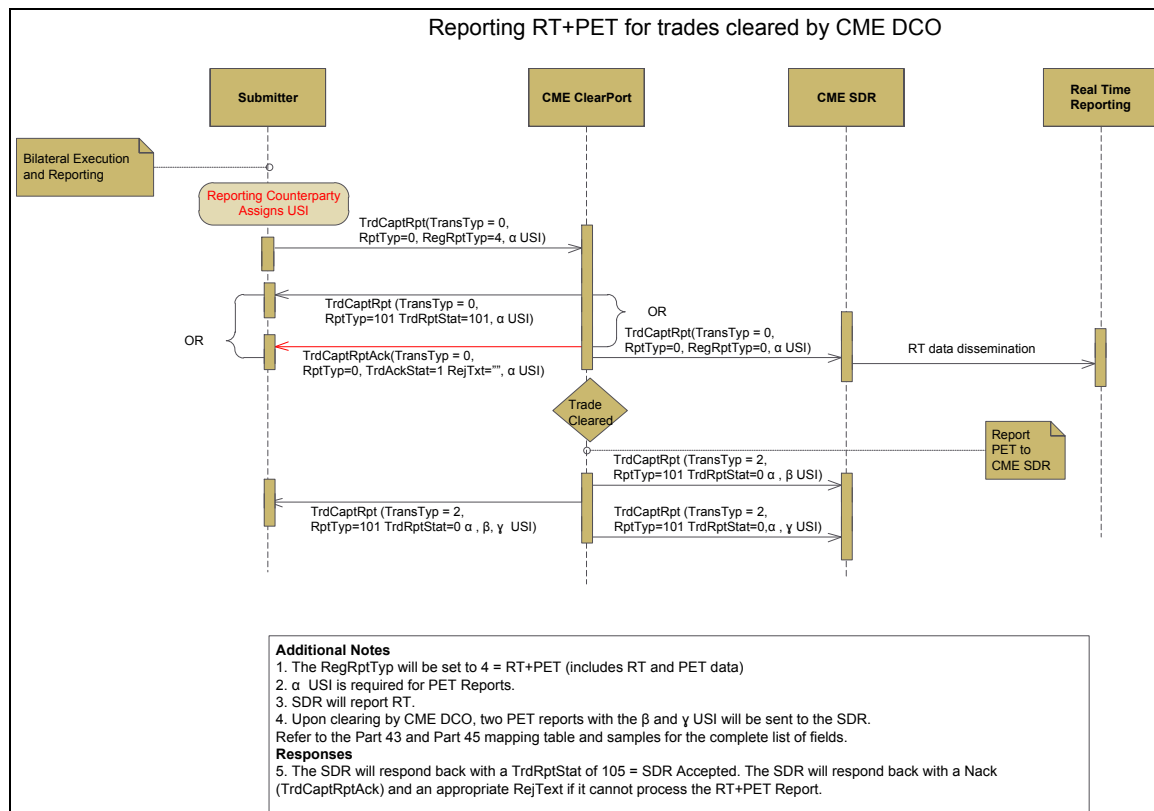 Reporting RT+PET for trades cleared by CME DCO
Submitter
CME ClearPort
CME SDR
Real Time
Reporting
Bilateral Execution
and Reporting
Reporting Counterparty
Assigns USI
TrdCaptRpt(TransTyp = 0,
RptTyp=0, RegRptTyp=4, α USI)
TrdCaptRpt (TransTyp = 0,
RptTyp=101 TrdRptStat=101, α USI)
OR
OR
TrdCaptRpt(TransTyp = 0,
RptTyp=0, RegRptTyp=0, α USI)
RT data dissemination
TrdCaptRptAck(TransTyp = 0,
RptTyp=0, TrdAckStat=1 RejTxt="", α USI)
Trade
Cleared
Report
PET to
CME SDR
TrdCaptRpt (TransTyp = 2,
RptTyp=101 TrdRptStat=0 α , β USI)
TrdCaptRpt (TransTyp = 2,
RptTyp=101 TrdRptStat=0 α , β, ɣ USI)
TrdCaptRpt (TransTyp = 2,
RptTyp=101 TrdRptStat=0,α , ɣ USI)
Additional Notes
1. The RegRptTyp will be set to 4 = RT+PET (includes RT and PET data)
2. α USI is required for PET Reports.
3. SDR will report RT.
4. Upon clearing by CME DCO, two PET reports with the β and ɣ USI will be sent to the SDR.
Refer to the Part 43 and Part 45 mapping table and samples for the complete list of fields.
Responses
5. The SDR will respond back with a TrdRptStat of 105 = SDR Accepted. The SDR will respond back with a Nack
(TrdCaptRptAck) and an appropriate RejText if it cannot process the RT+PET Report.